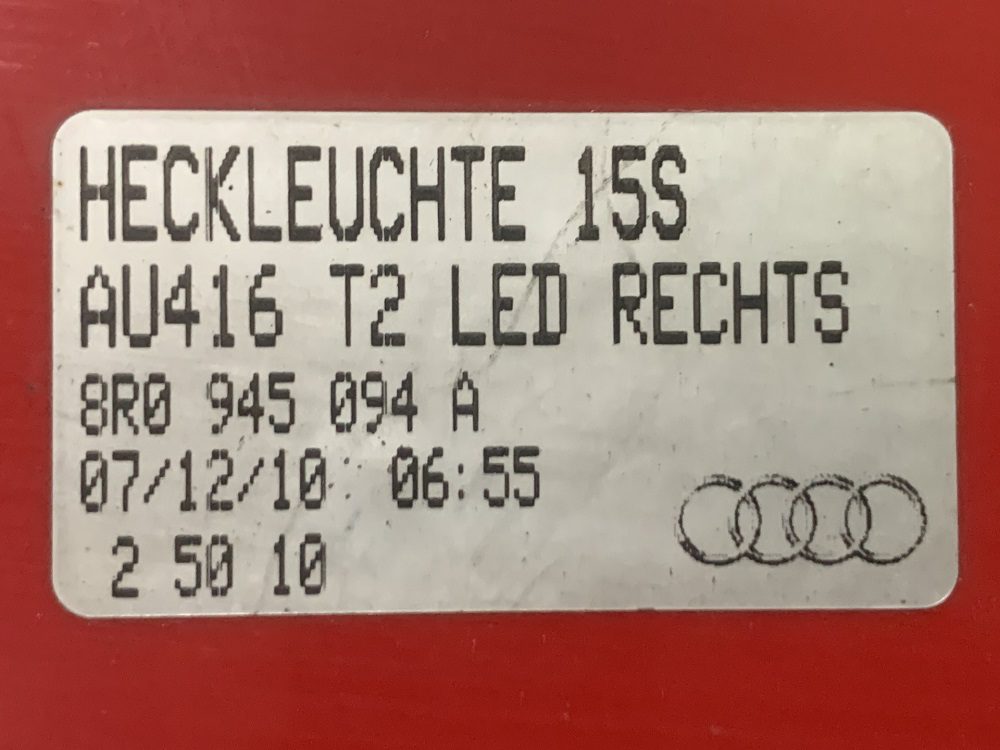 HECKLEUCHTE 15S
AU416 T2 LED RECHTS
8R0 945 094 A
07/12/10 06:55
2 50 10